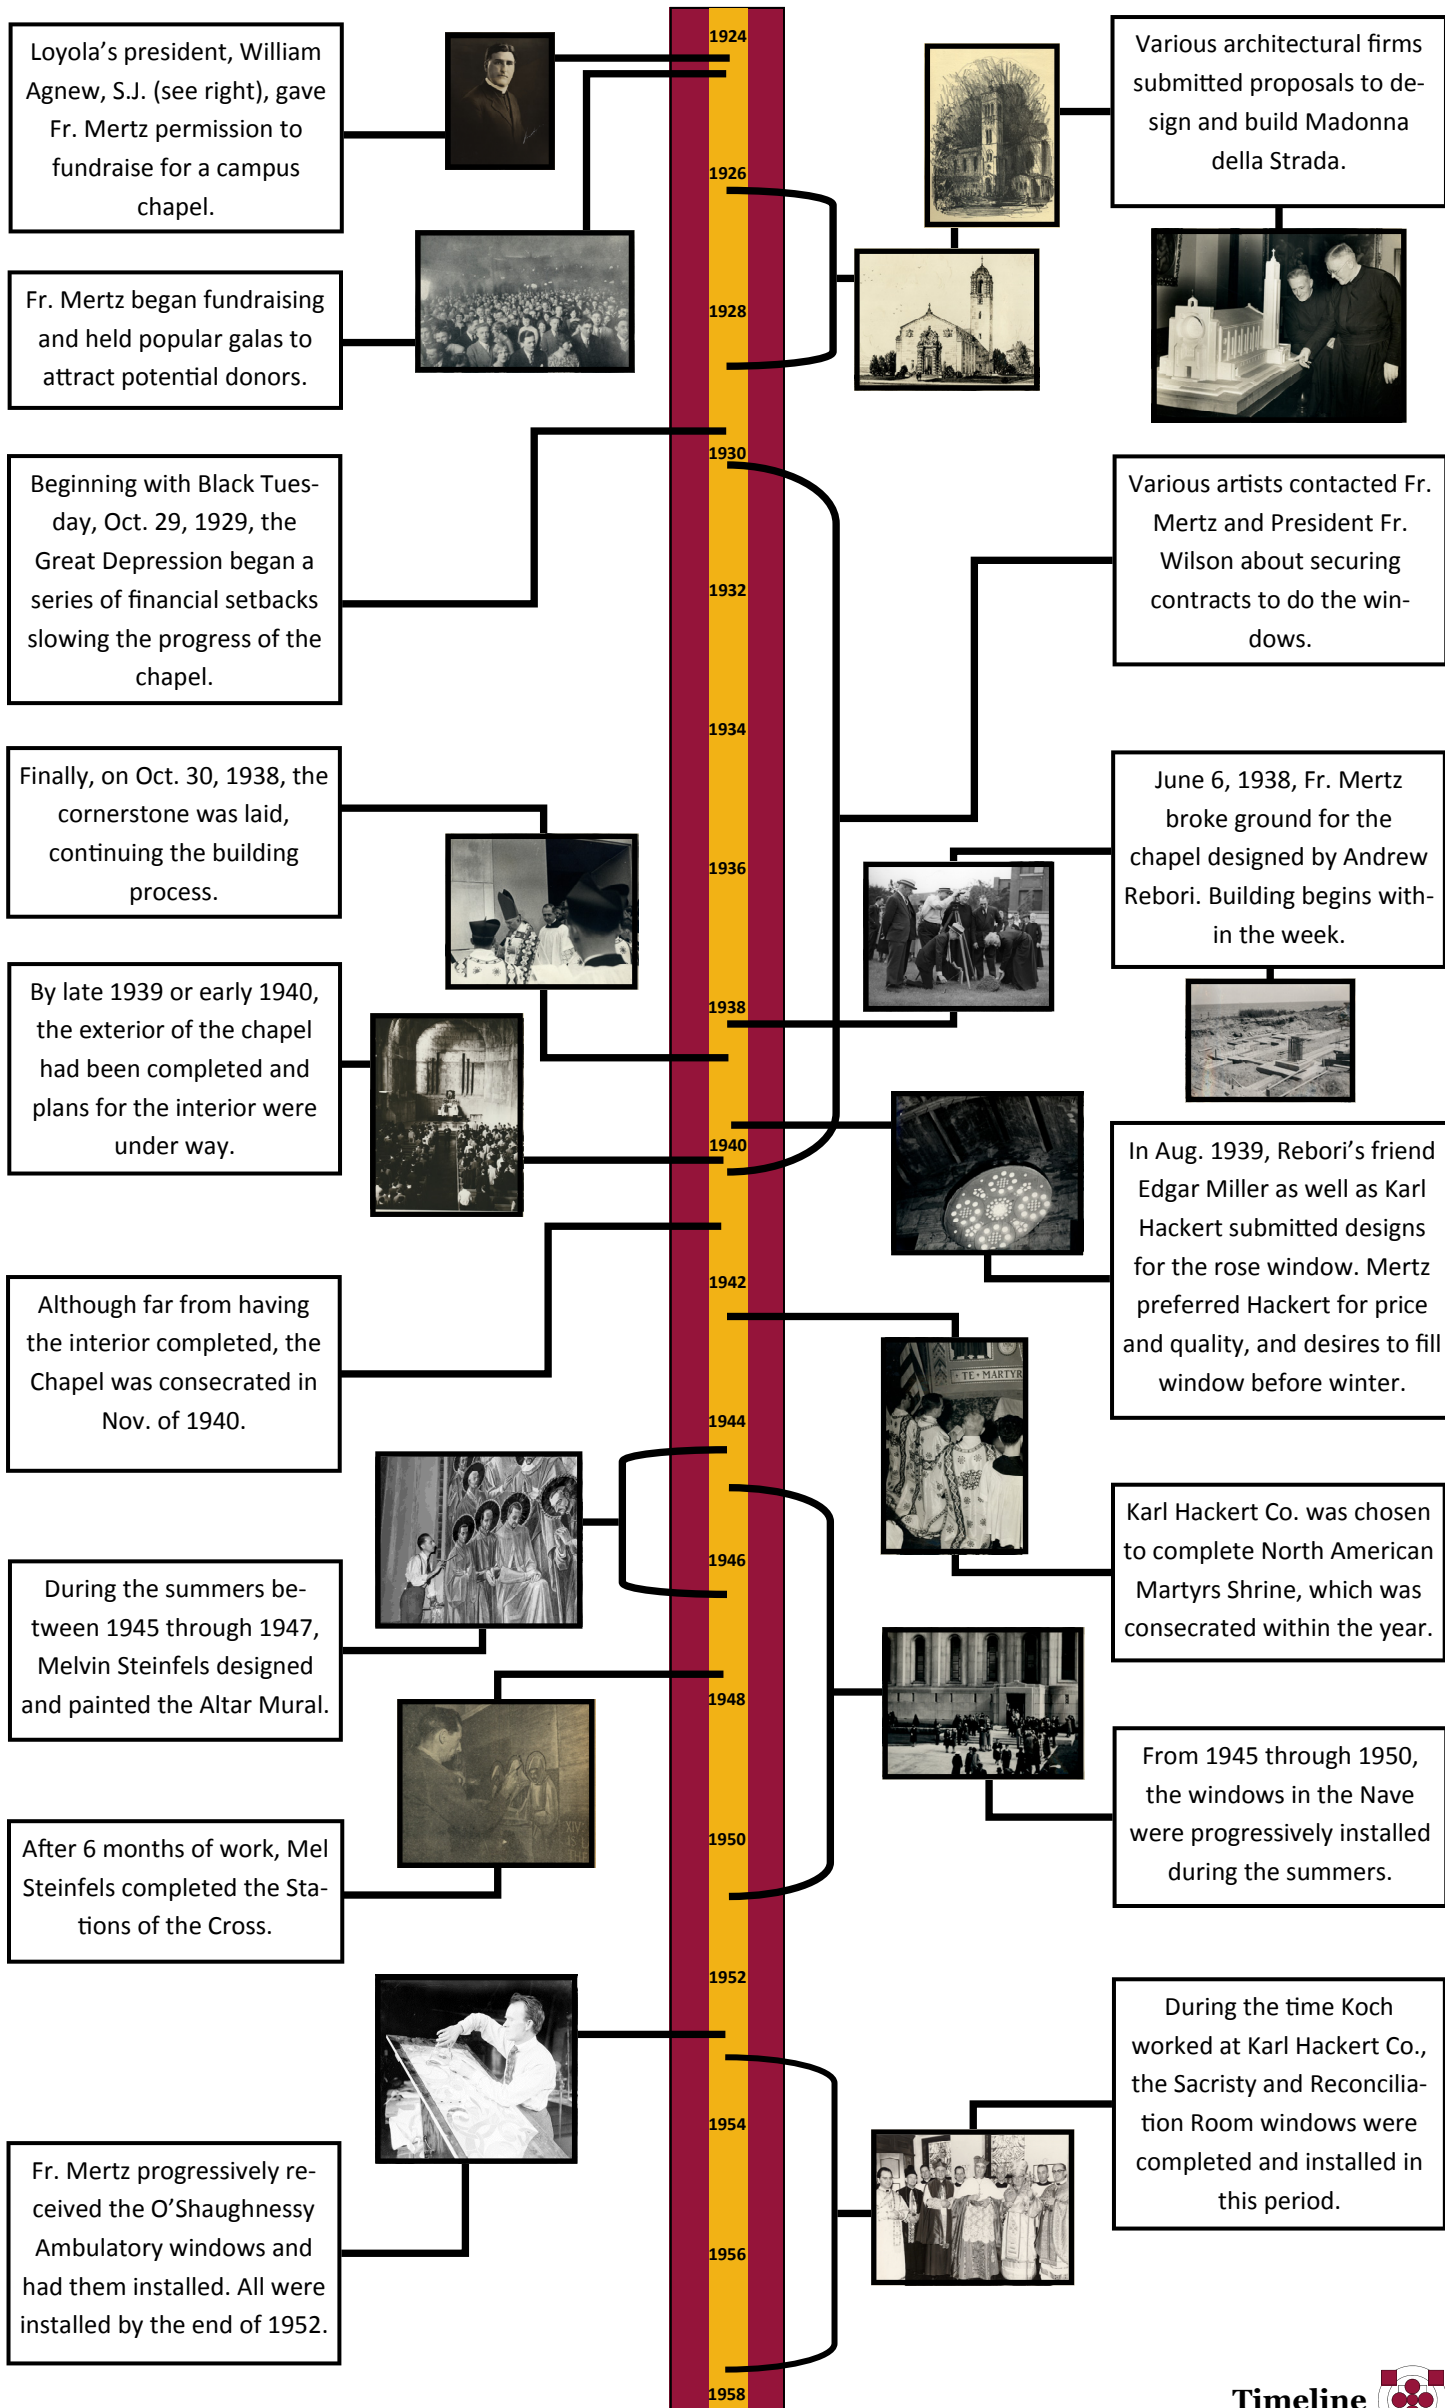 Loyola’s president, William
Agnew, S.J. (see right), gave
Fr. Mertz permission to
fundraise for a campus
chapel.
Fr. Mertz began fundraising
and held popular galas to
attract potential donors.
Beginning with Black Tues-
day, Oct. 29, 1929, the
Great Depression began a
series of financial setbacks
slowing the progress of the
chapel.
Finally, on Oct. 30, 1938, the
cornerstone was laid,
continuing the building
process.
By late 1939 or early 1940,
the exterior of the chapel
had been completed and
plans for the interior were
under way.
Although far from having
the interior completed, the
Chapel was consecrated in
Nov. of 1940.
During the summers be-
tween 1945 through 1947,
Melvin Steinfels designed
and painted the Altar Mural.
After 6 months of work, Mel
Steinfels completed the Sta-
tions of the Cross.
XIV
Fr. Mertz progressively re-
ceived the O’Shaughnessy
Ambulatory windows and
had them installed. All were
installed by the end of 1952.
1924
1926
1928
1930
1932
1934
1936
1938
1940
1942
1944
1946
1948
1950
1952
1954
1956
1958
Various architectural firms
submitted proposals to de-
sign and build Madonna
della Strada.
Various artists contacted Fr.
Mertz and President Fr.
Wilson about securing
contracts to do the win-
dows.
June 6, 1938, Fr. Mertz
broke ground for the
chapel designed by Andrew
Rebori. Building begins with-
in the week.
In Aug. 1939, Rebori’s friend
Edgar Miller as well as Karl
Hackert submitted designs
for the rose window. Mertz
preferred Hackert for price
and quality, and desires to fill
window before winter.
TE • MARTYR
Karl Hackert Co. was chosen
to complete North American
Martyrs Shrine, which was
consecrated within the year.
From 1945 through 1950,
the windows in the Nave
were progressively installed
during the summers.
During the time Koch
worked at Karl Hackert Co.,
the Sacristy and Reconcilia-
tion Room windows were
completed and installed in
this period.
Timeline